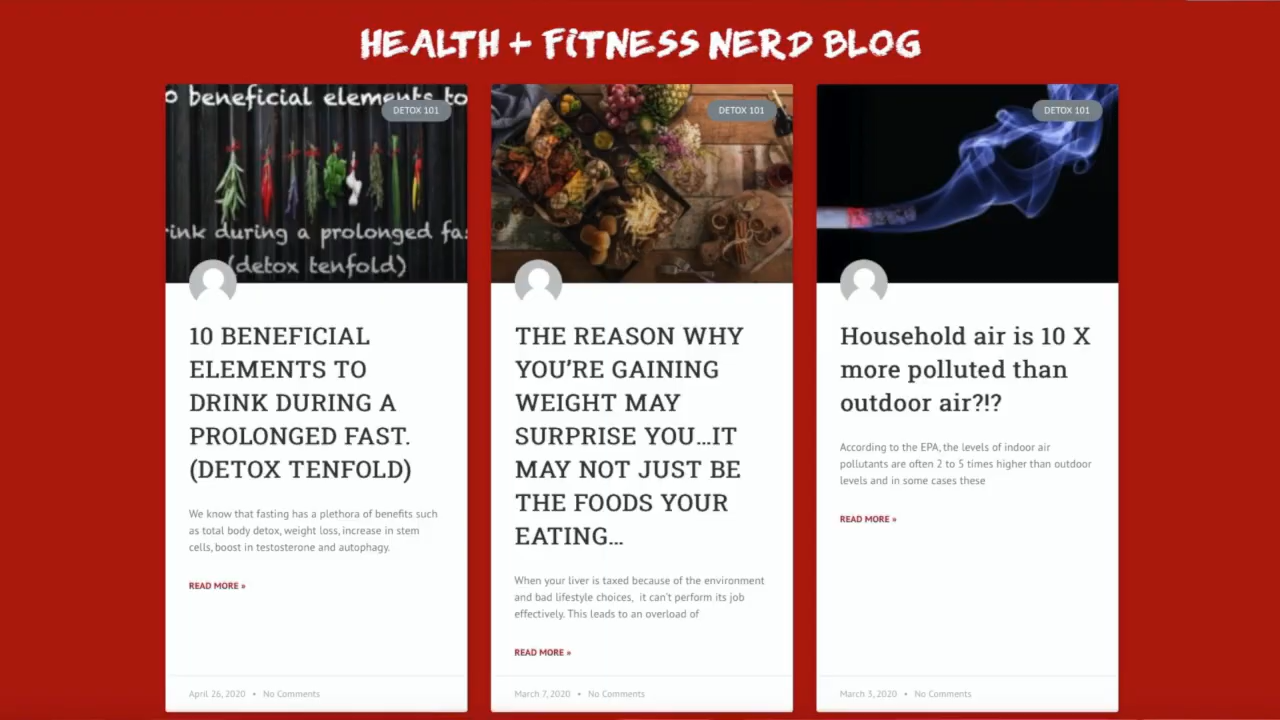 HEALTH + FiTNESS NERD BLOG
o beneficial elements to
DETOX 101
rink during a prolonged fas
(detox tenfold)
10 BENEFICIAL
ELEMENTS TO
DRINK DURING A
PROLONGED FAST.
(DETOX TENFOLD)
We know that fasting has a plethora of benefits such
as total body detox, weight loss, increase in stem
cells, boost in testosterone and autophagy.
READ MORE »
April 26, 2020 • No Comments
DETOX 101
THE REASON WHY
YOU’RE GAINING
WEIGHT MAY
SURPRISE YOU…IT
MAY NOT JUST BE
THE FOODS YOUR
EATING…
When your liver is taxed because of the environment
and bad lifestyle choices,  it can’t perform its job
effectively. This leads to an overload of
READ MORE »
March 7, 2020 • No Comments
DETOX 101
Household air is 10 X
more polluted than
outdoor air?!?
According to the EPA, the levels of indoor air
pollutants are often 2 to 5 times higher than outdoor
levels and in some cases these
READ MORE »
March 3, 2020 • No Comments